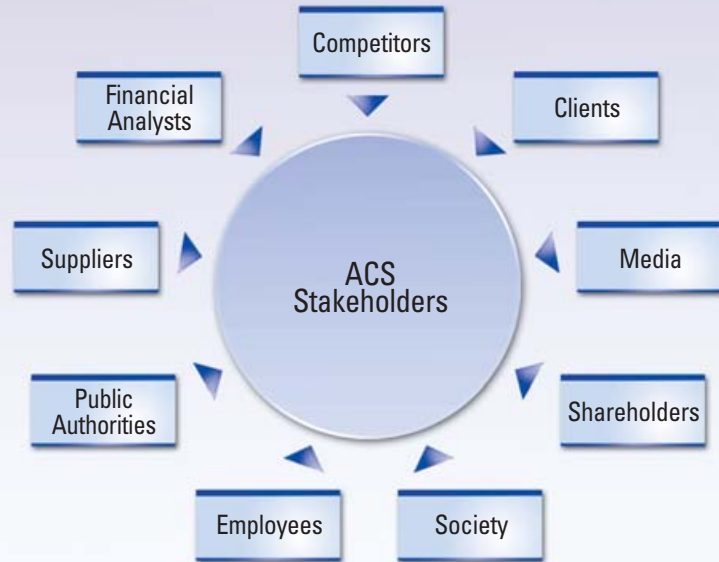 Competitors
Financial
Analysts
Clients
Suppliers
ACS
Stakeholders
Media
Public
Authorities
Shareholders
Employees
Society